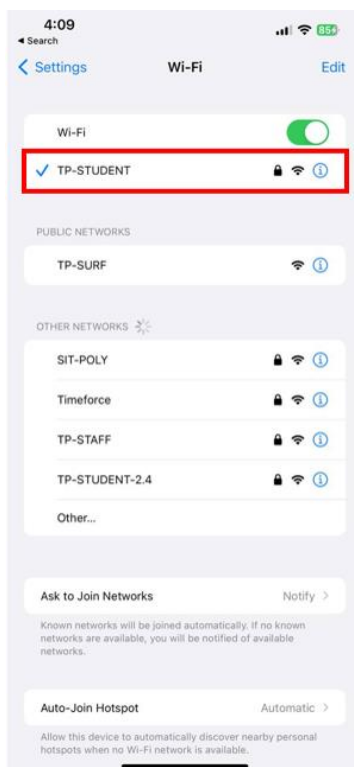 4:09
85
◀ Search
Settings Wi-Fi Edit
Wi-Fi
TP-STUDENT
PUBLIC NETWORKS
TP-SURF
OTHER NETWORKS
SIT-POLY
Timeforce
TP-STAFF
TP-STUDENT-2.4
Other...
Ask to Join Networks Notify >
Known networks will be joined automatically. If no known
networks are available, you will be notified of available
networks.
Auto-Join Hotspot Automatic >
Allow this device to automatically discover nearby personal
hotspots when no Wi-Fi network is available.